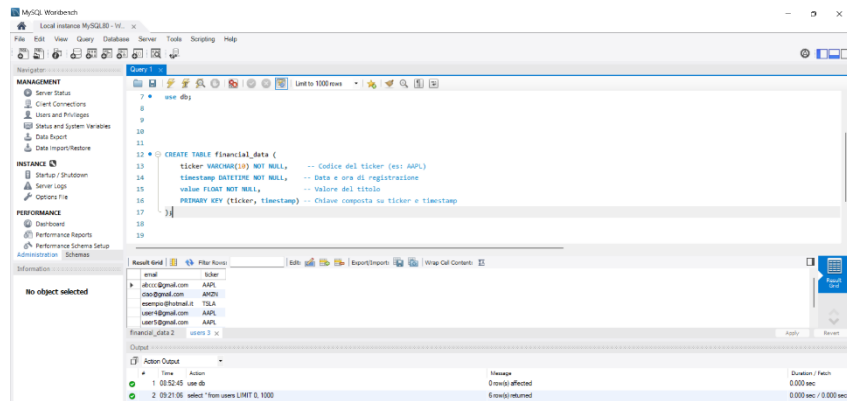 MySQL Workbench
Local instance MySQL80 - W... ×
File Edit View Query Database Server Tools Scripting Help
Navigator
Query 1 ×
MANAGEMENT
Server Status
Client Connections
Users and Privileges
Status and System Variables
Data Export
Data Import/Restore
INSTANCE
Startup / Shutdown
Server Logs
Options File
PERFORMANCE
Dashboard
Performance Reports
Performance Schema Setup
Administration Schemas
Information
No object selected
Limit to 1000 rows
7 use db;
8
9
10
11
12 CREATE TABLE financial_data (
13 ticker VARCHAR(10) NOT NULL, -- Codice del ticker (es: AAPL)
14 timestamp DATETIME NOT NULL, -- Data e ora di registrazione
15 value FLOAT NOT NULL, -- Valore del titolo
16 PRIMARY KEY (ticker, timestamp) -- Chiave composta su ticker e timestamp
17 );
18
19
Result Grid Filter Rows: Edit: Export/Import: Wrap Cell Content:
email ticker
abccc@gmail.com AAPL
ciao@gmail.com AMZN
esempio@hotmail.it TSLA
user4@gmail.com AAPL
user5@gmail.com AAPL
Result Grid
financial_data 2 users 3 × Apply Revert
Output
Action Output
# Time Action Message Duration / Fetch
1 00:52:45 use db 0 row(s) affected 0.000 sec
2 09:21:06 select * from users LIMIT 0, 1000 6 row(s) returned 0.000 sec / 0.000 sec